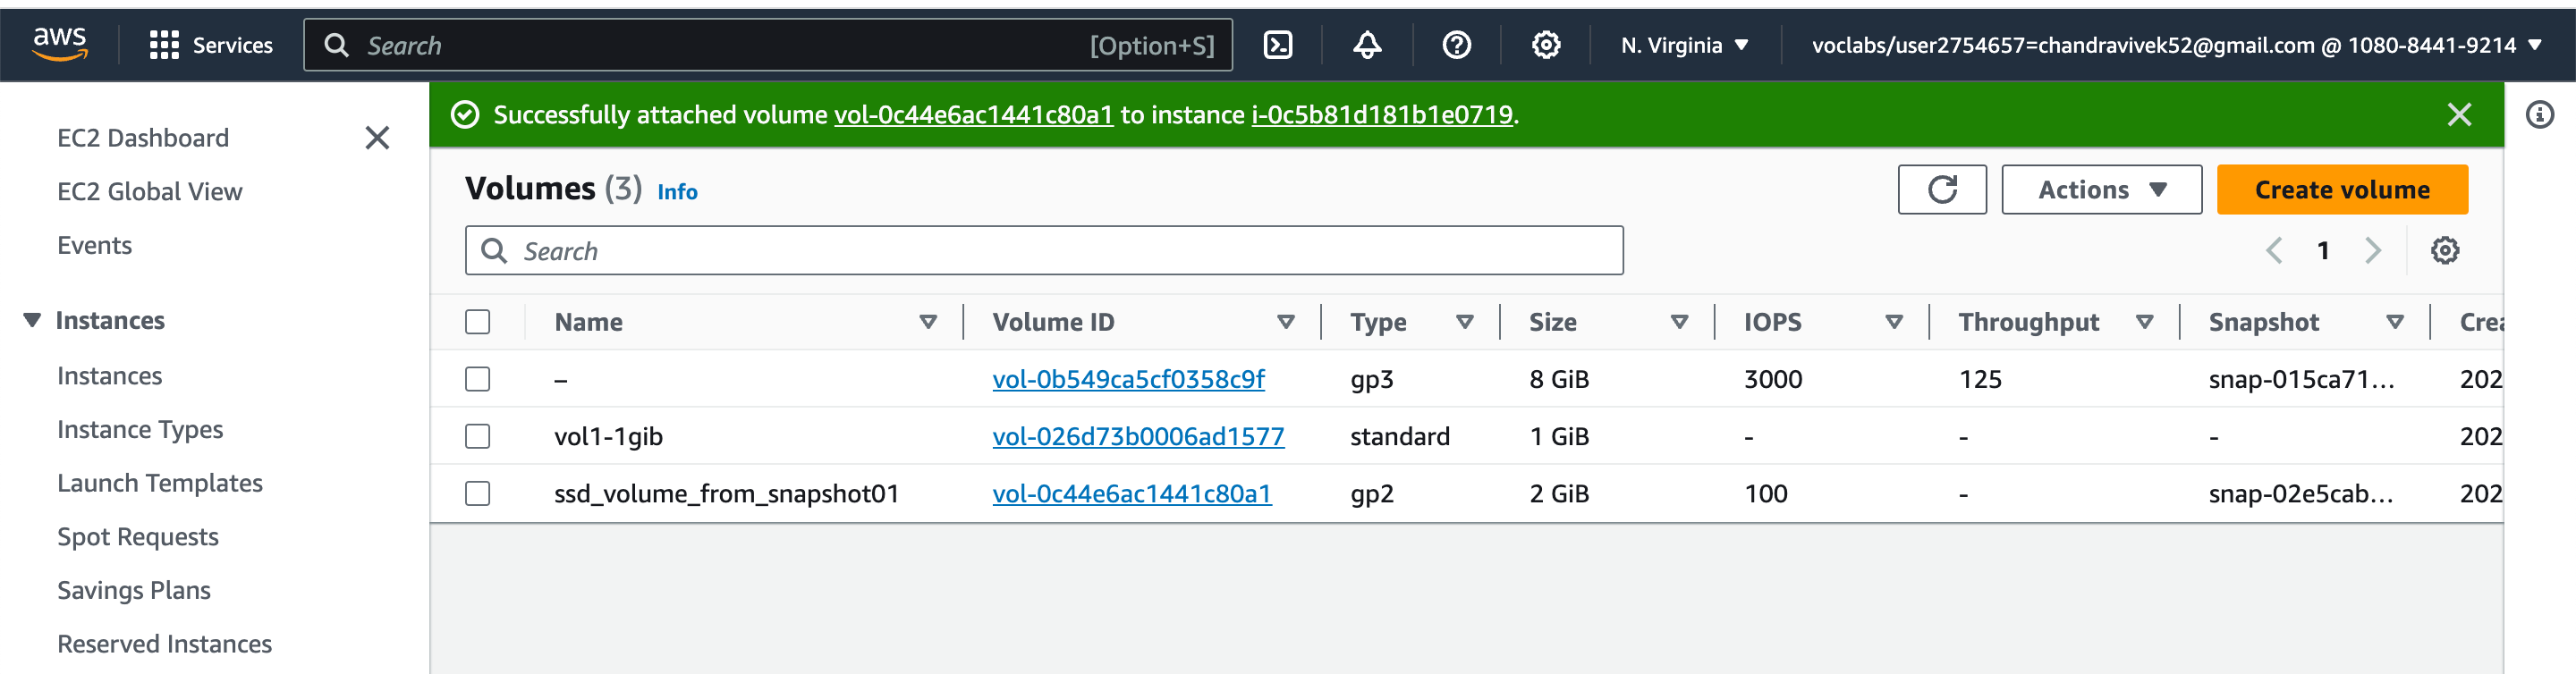 aws
Services
Search [Option+S]
N. Virginia
voclabs/user2754657=chandravivek52@gmail.com @ 1080-8441-9214
EC2 Dashboard
EC2 Global View
Events
Instances
Instances
Instance Types
Launch Templates
Spot Requests
Savings Plans
Reserved Instances
Successfully attached volume vol-0c44e6ac1441c80a1 to instance i-0c5b81d181b1e0719.
Volumes (3) Info
Actions
Create volume
Search
1
Name Volume ID Type Size IOPS Throughput Snapshot Crea
– vol-0b549ca5cf0358c9f gp3 8 GiB 3000 125 snap-015ca71... 202
vol1-1gib vol-026d73b0006ad1577 standard 1 GiB - - - 202
ssd_volume_from_snapshot01 vol-0c44e6ac1441c80a1 gp2 2 GiB 100 - snap-02e5cab... 202